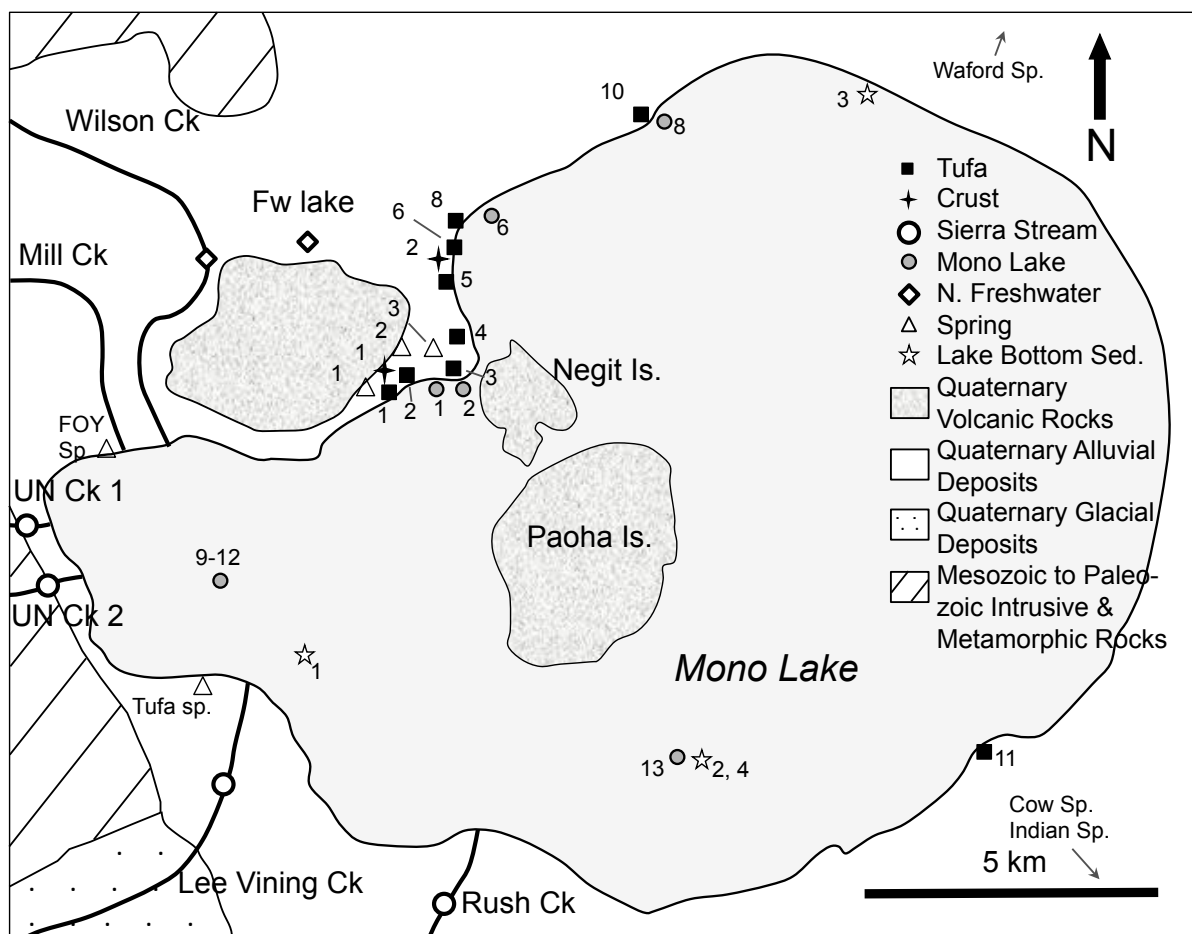 Waford Sp.
10
3
8
N
Wilson Ck
Tufa
Crust
Sierra Stream
Mono Lake
N. Freshwater
Spring
Lake Bottom Sed.
Quaternary
Volcanic Rocks
Quaternary Alluvial
Deposits
Quaternary Glacial
Deposits
Mesozoic to Paleo-
zoic Intrusive &
Metamorphic Rocks
Fw lake
8
6
6
2
5
Mill Ck
3
2
4
1
1
3
1
2
1
2
Negit Is.
FOY
Sp
UN Ck 1
Paoha Is.
9-12
UN Ck 2
1
Mono Lake
Tufa sp.
13
2, 4
11
Cow Sp.
Indian Sp.
5 km
Lee Vining Ck
Rush Ck